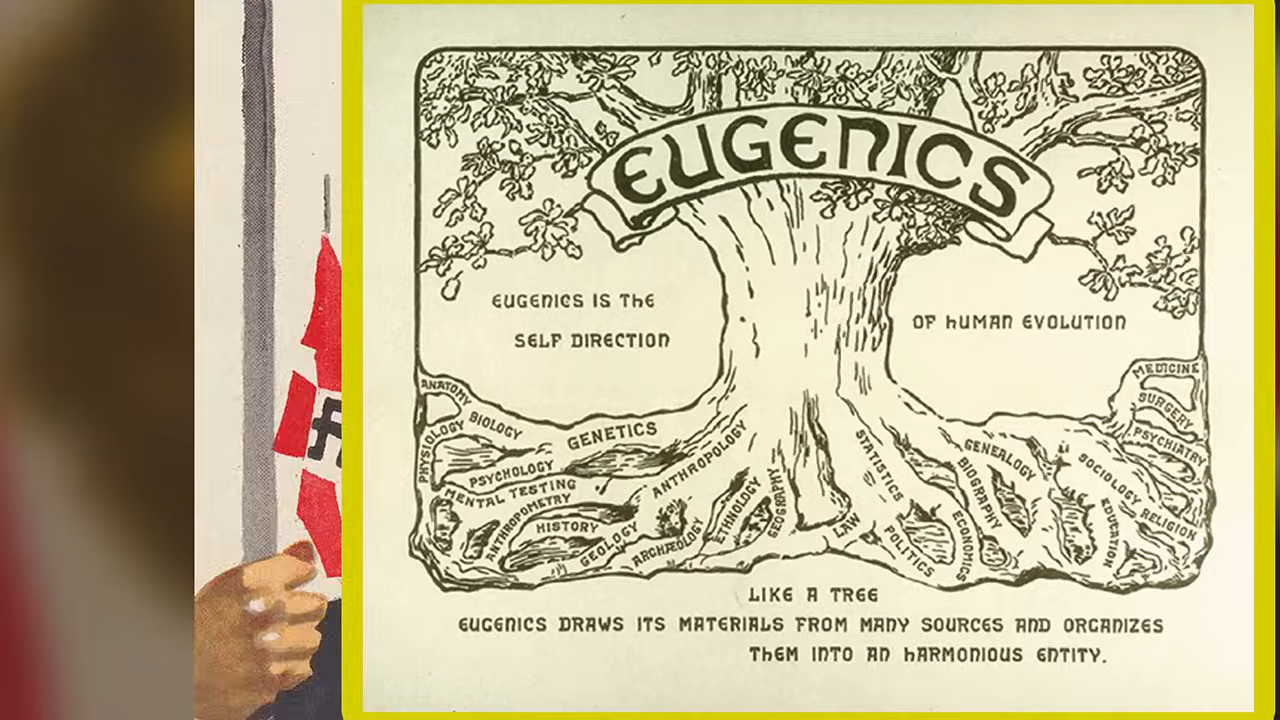 EUGENICS
EUGENICS IS THE
SELF DIRECTION
OF HUMAN EVOLUTION
ANATOMY
PHYSIOLOGY
BIOLOGY
GENETICS
PSYCHOLOGY
MENTAL TESTING
ANTHROPOMETRY
HISTORY
GEOLOGY
ANTHROPOLOGY
ARCHÆOLOGY
ETHNOLOGY
GEOGRAPHY
LAW
STATISTICS
POLITICS
ECONOMICS
BIOGRAPHY
GENEALOGY
SOCIOLOGY
EDUCATION
RELIGION
PSYCHIATRY
SURGERY
MEDICINE
LIKE A TREE
EUGENICS DRAWS ITS MATERIALS FROM MANY SOURCES AND ORGANIZES
THEM INTO AN HARMONIOUS ENTITY.